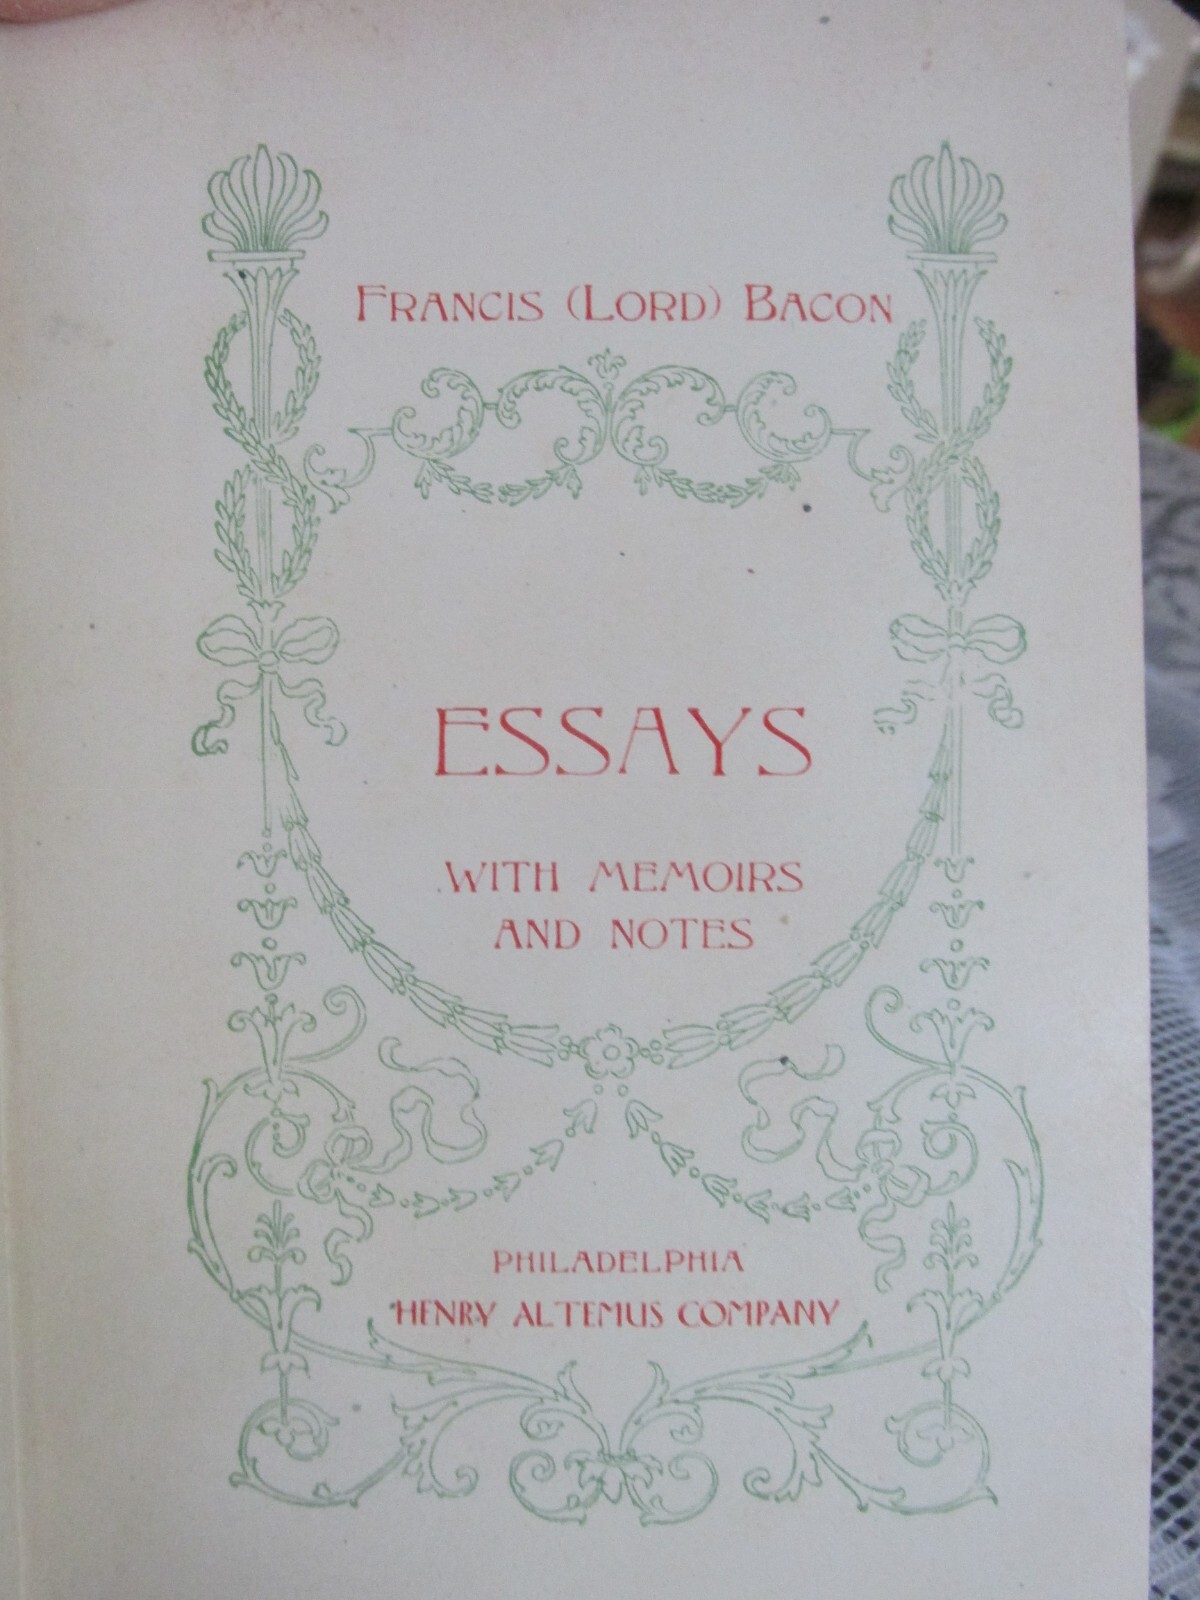 FRANCIS (LORD) BACON
ESSAYS
WITH MEMOIRS
AND NOTES
PHILADELPHIA
HENRY ALTEMUS COMPANY